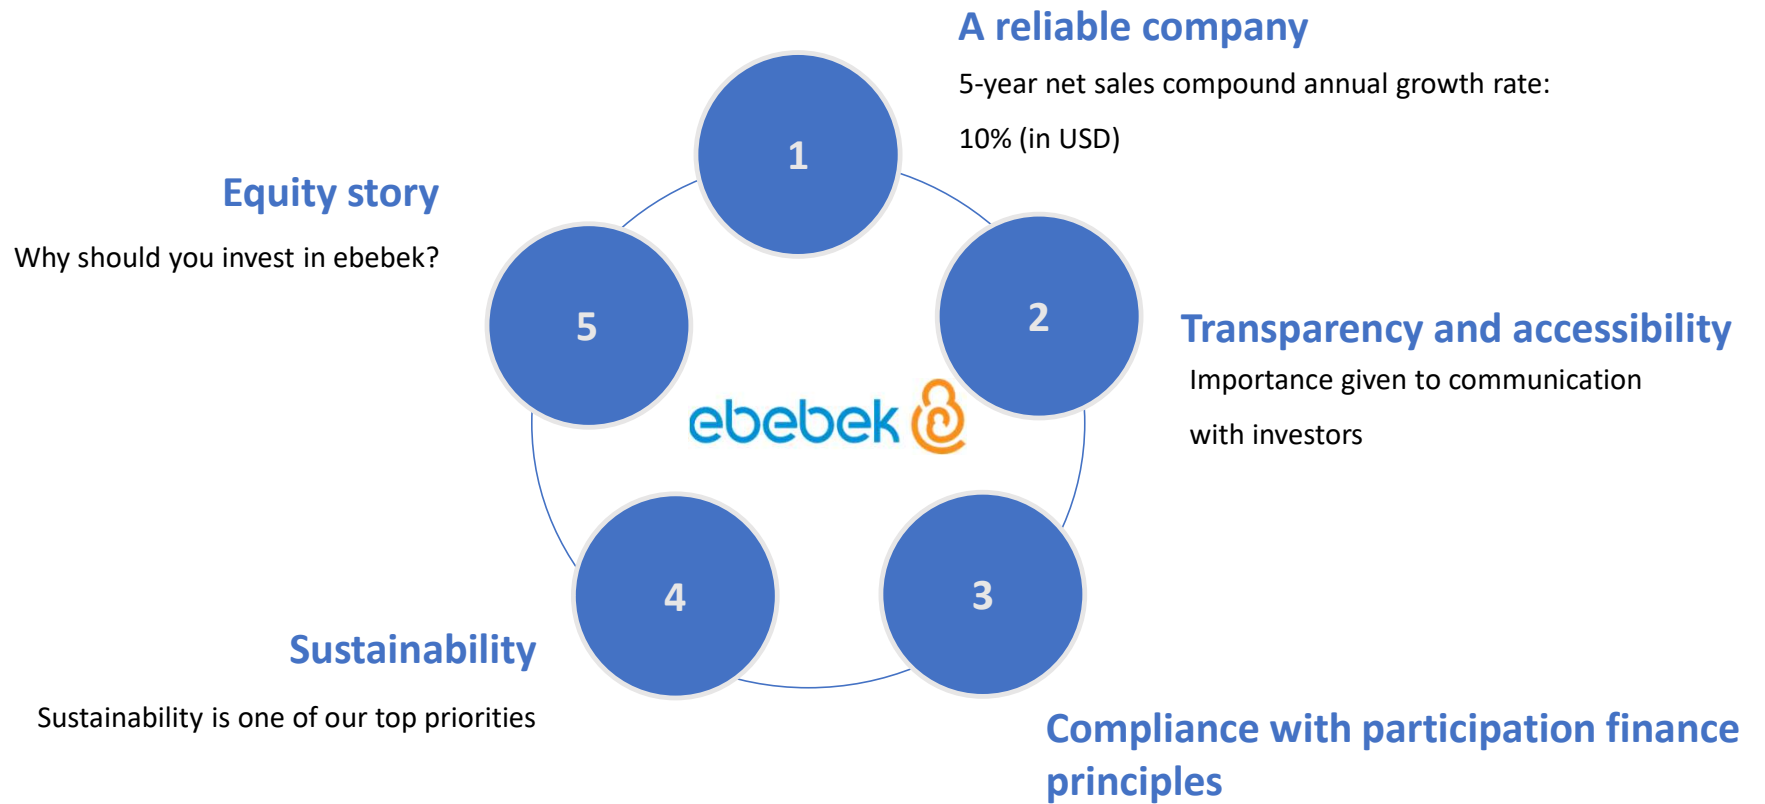 A reliable company
5-year net sales compound annual growth rate:
10% (in USD)
1
Equity story
Why should you invest in ebebek?
5
2
Transparency and accessibility
Importance given to communication
with investors
ebebek
4
3
Sustainability
Sustainability is one of our top priorities
Compliance with participation finance
principles